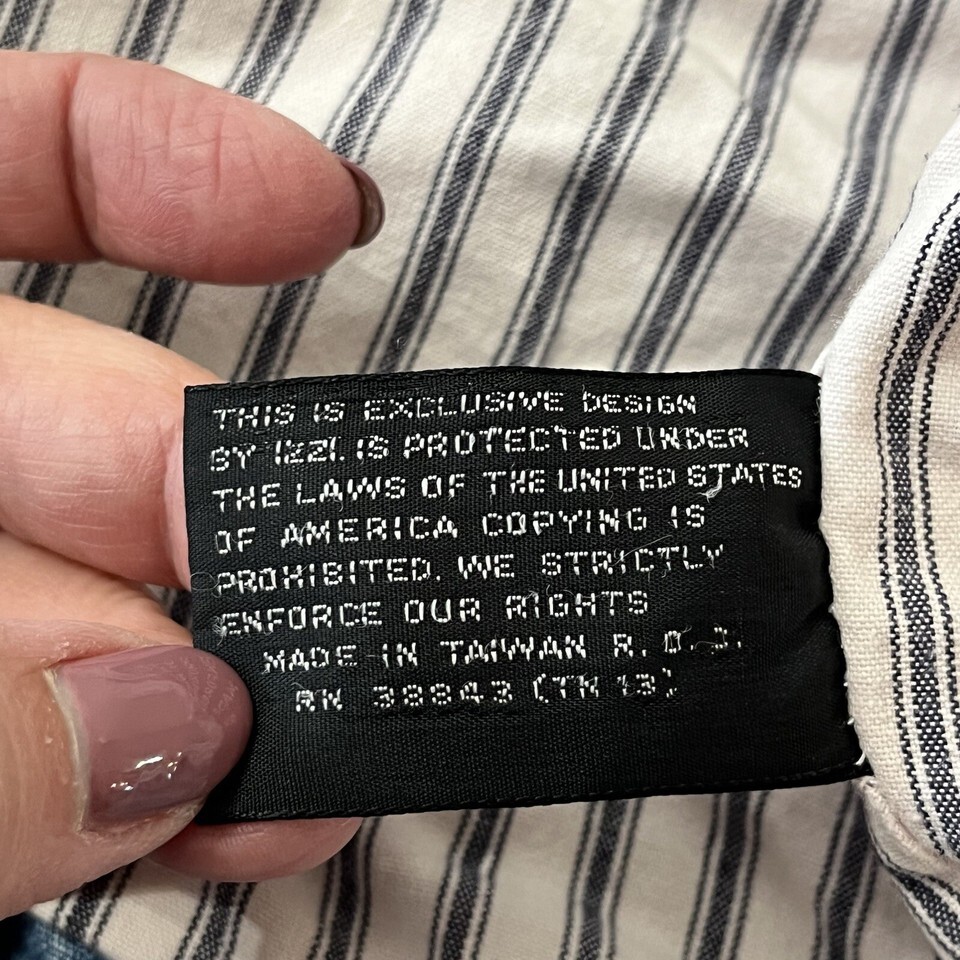 THIS IS EXCLUSIVE DESIGN
BY IZZI. IS PROTECTED UNDER
THE LAWS OF THE UNITED STATES
OF AMERICA COPYING IS
PROHIBITED. WE STRICTLY
ENFORCE OUR RIGHTS
MADE IN TAIWAN R.
RN 38843 (TN 13)